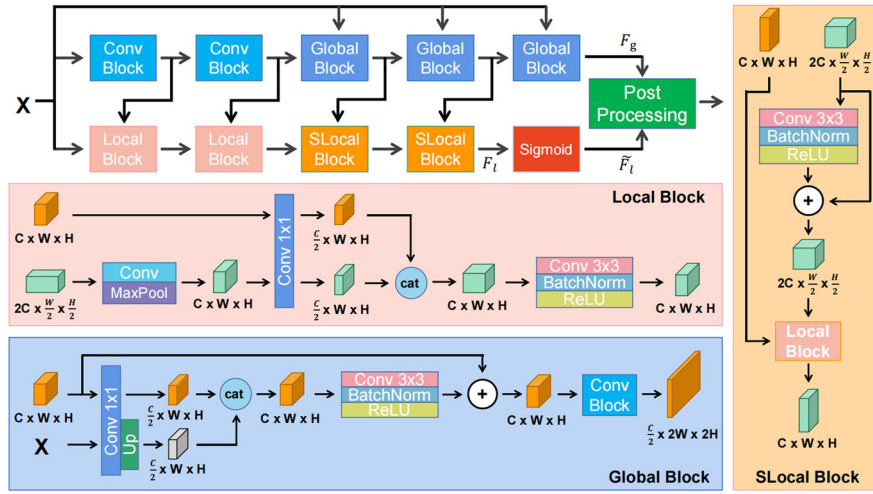 X
Conv
Block
Conv
Block
Global
Block
Global
Block
Global
Block
F_g
Post
Processing
Local
Block
Local
Block
SLocal
Block
SLocal
Block
F_l
Sigmoid
F̃_l
Local Block
C x W x H
2C x W/2 x H/2
Conv
MaxPool
C x W x H
Conv 1x1
C/2 x W x H
C/2 x W x H
cat
C x W x H
Conv 3x3
BatchNorm
ReLU
C x W x H
C x W x H
X
Conv 1x1
Up
C/2 x W x H
C/2 x W x H
cat
C x W x H
Conv 3x3
BatchNorm
ReLU
+
C x W x H
Conv
Block
C/2 x 2W x 2H
Global Block
C x W x H
2C x W/2 x H/2
Conv 3x3
BatchNorm
ReLU
+
2C x W/2 x H/2
Local
Block
C x W x H
SLocal Block